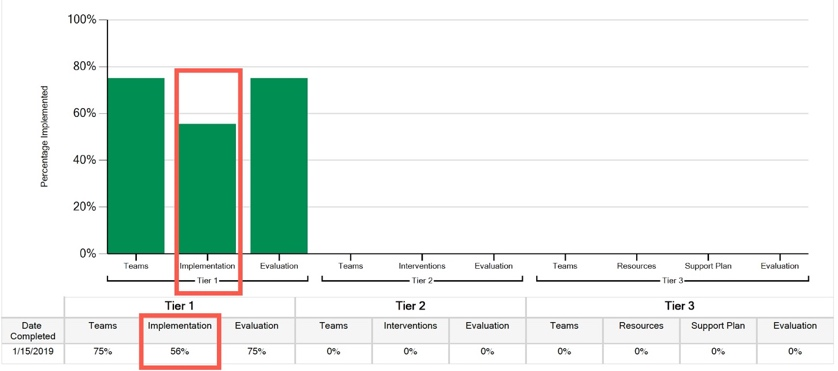 100%
80%
60%
40%
20%
0%
Percentage Implemented
Teams Implementation Evaluation Teams Interventions Evaluation Teams Resources Support Plan Evaluation
Tier 1 Tier 2 Tier 3
Tier 1 Tier 2 Tier 3
Date Completed Teams Implementation Evaluation Teams Interventions Evaluation Teams Resources Support Plan Evaluation
1/15/2019 75% 56% 75% 0% 0% 0% 0% 0% 0% 0%